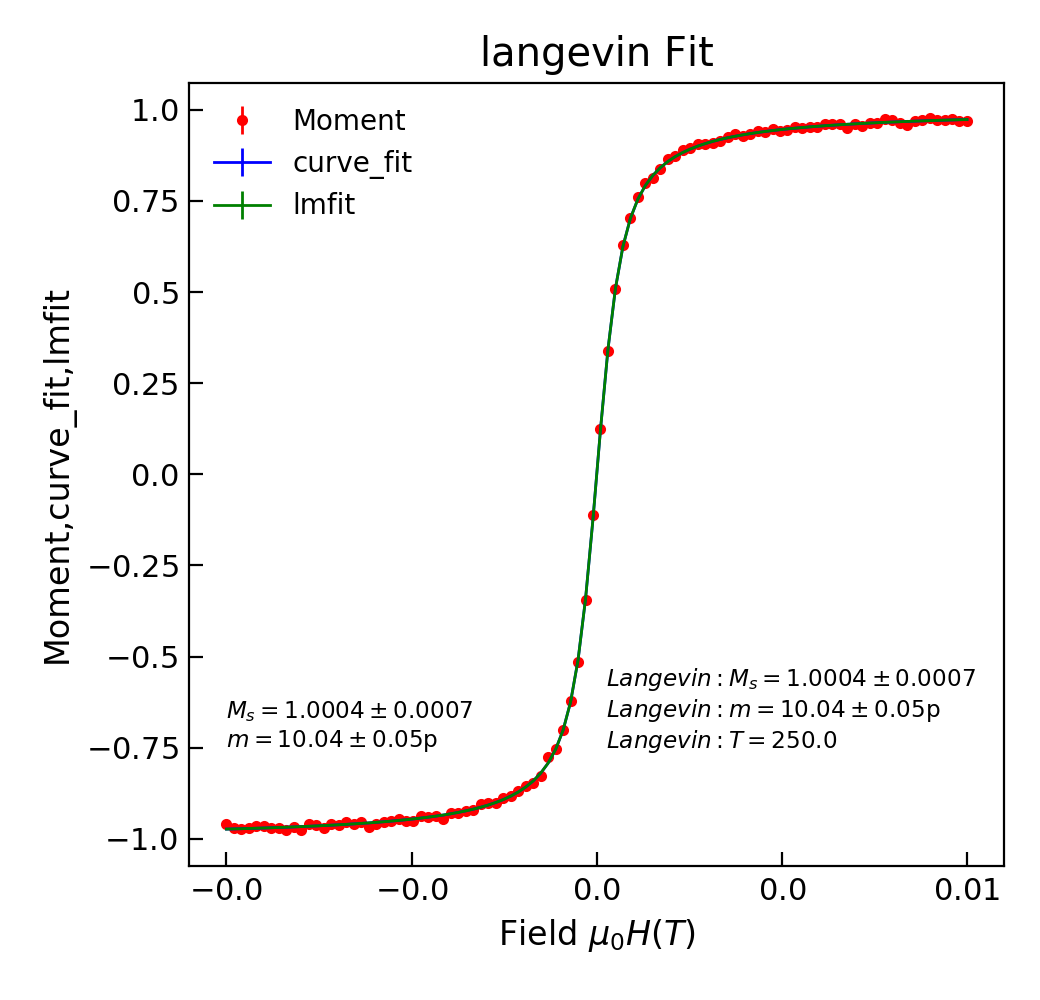 langevin Fit
1.0
0.75
0.5
0.25
0.0
−0.25
−0.5
−0.75
−1.0
Moment,curve_fit,lmfit
Moment
curve_fit
lmfit
M_s = 1.0004 ± 0.0007
m = 10.04 ± 0.05p
Langevin : M_s = 1.0004 ± 0.0007
Langevin : m = 10.04 ± 0.05p
Langevin : T = 250.0
−0.0 −0.0 0.0 0.0 0.01
Field μ₀H(T)